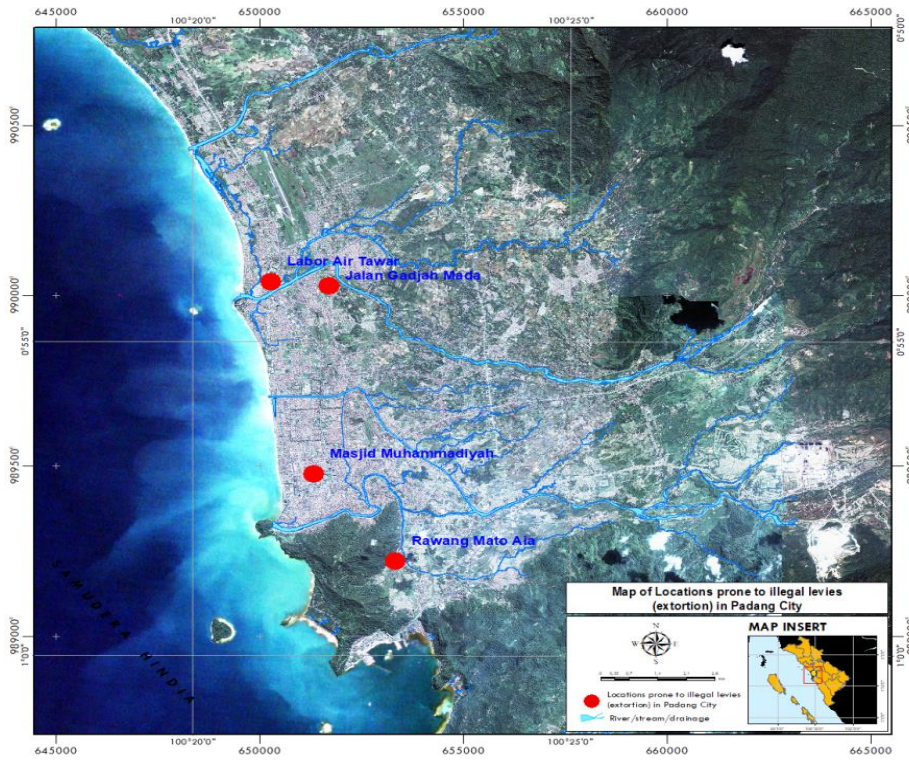 645000 650000 655000 660000 665000
100°20'0" 100°25'0"
990500
Labor Air Tawar
Jalan Gadjah Mada
990000
0°55'0"
989500
Masjid Muhammadiyah
Rawang Mato Aia
SAMUDERA HINDIA
989000
1°0'0"
Map of Locations prone to illegal levies
(extortion) in Padang City
N
W E
S
MAP INSERT
Locations prone to illegal levies
(extortion) in Padang City
River/stream/drainage
645000 650000 655000 660000 665000
100°20'0" 100°25'0"